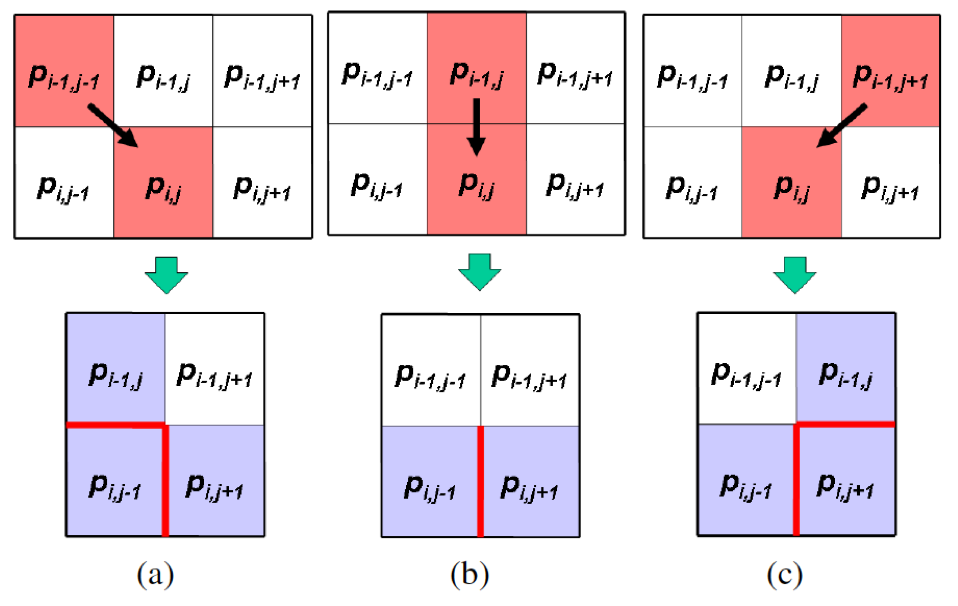 p_{i-1,j-1} p_{i-1,j} p_{i-1,j+1}
p_{i,j-1} p_{i,j} p_{i,j+1}
p_{i-1,j-1} p_{i-1,j} p_{i-1,j+1}
p_{i,j-1} p_{i,j} p_{i,j+1}
p_{i-1,j-1} p_{i-1,j} p_{i-1,j+1}
p_{i,j-1} p_{i,j} p_{i,j+1}
p_{i-1,j} p_{i-1,j+1}
p_{i,j-1} p_{i,j+1}
p_{i-1,j-1} p_{i-1,j+1}
p_{i,j-1} p_{i,j+1}
p_{i-1,j-1} p_{i-1,j}
p_{i,j-1} p_{i,j+1}
(a) (b) (c)